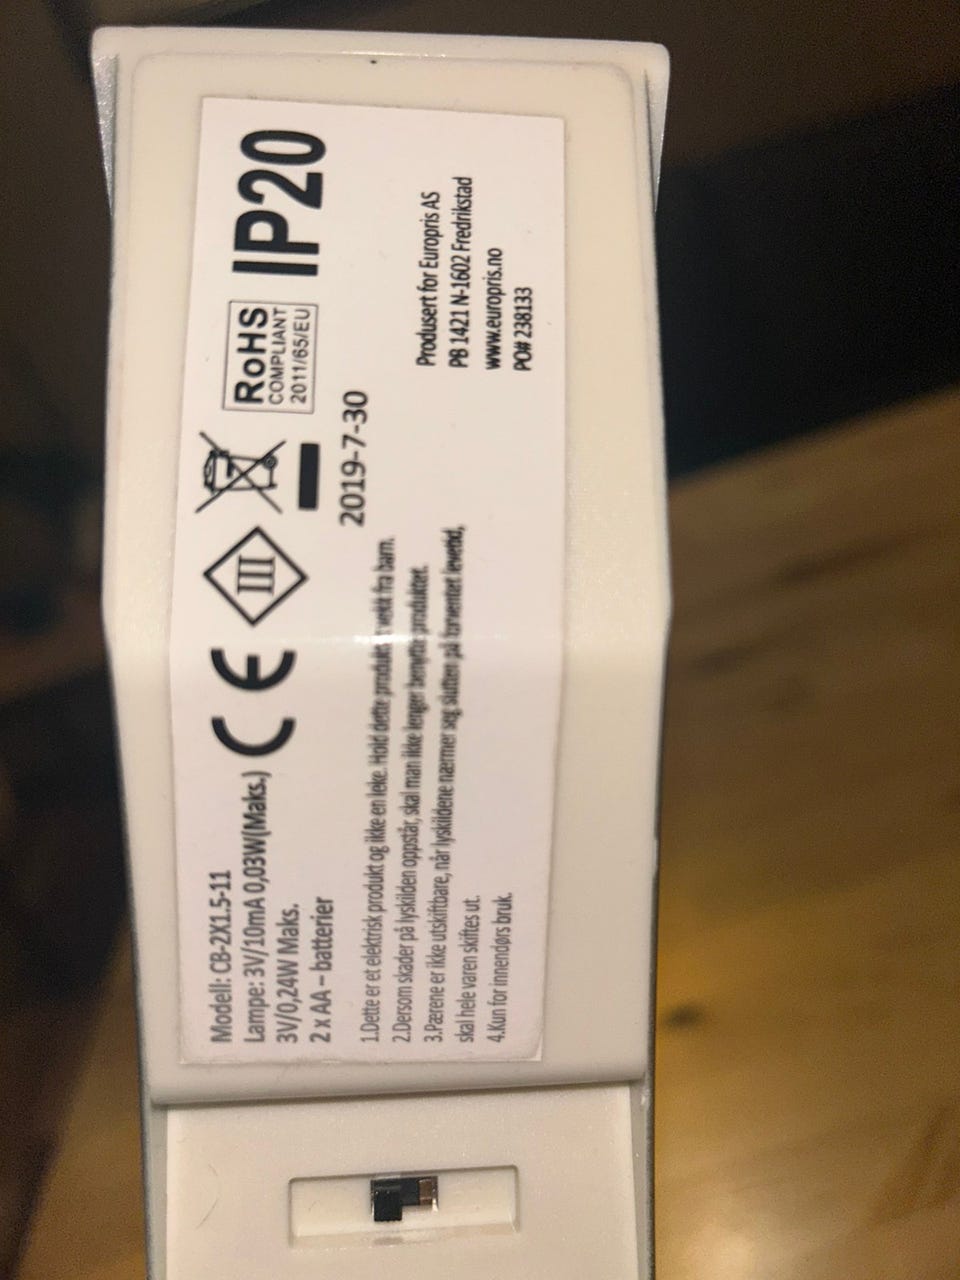 Modell: CB-2X1.5-11
Lampe: 3V/10mA 0,03W(Maks.)
3V/0,24W Maks.
2 x AA – batterier
CE
III
RoHS
COMPLIANT
2011/65/EU
IP20
2019-7-30
1.Dette er et elektrisk produkt og ikke en leke. Hold dette produkt vekk fra barn.
2.Dersom skader på lyskilden oppstår, skal man ikke lenger benytte produktet.
3.Pærene er ikke utskiftbare, når lyskildene nærmer seg slutten på forventet levetid,
skal hele varen skiftes ut.
4.Kun for innendørs bruk.
Produsert for Europris AS
PB 1421 N-1602 Fredrikstad
www.europris.no
PO# 238133